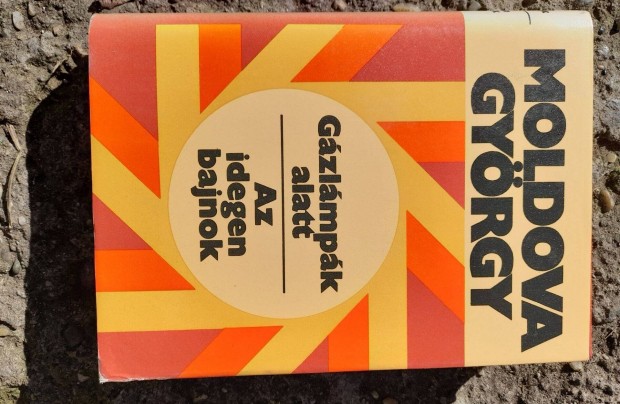 MOLDOVA
GYÖRGY
Gázlámpák
alatt
Az
idegen
bajnok